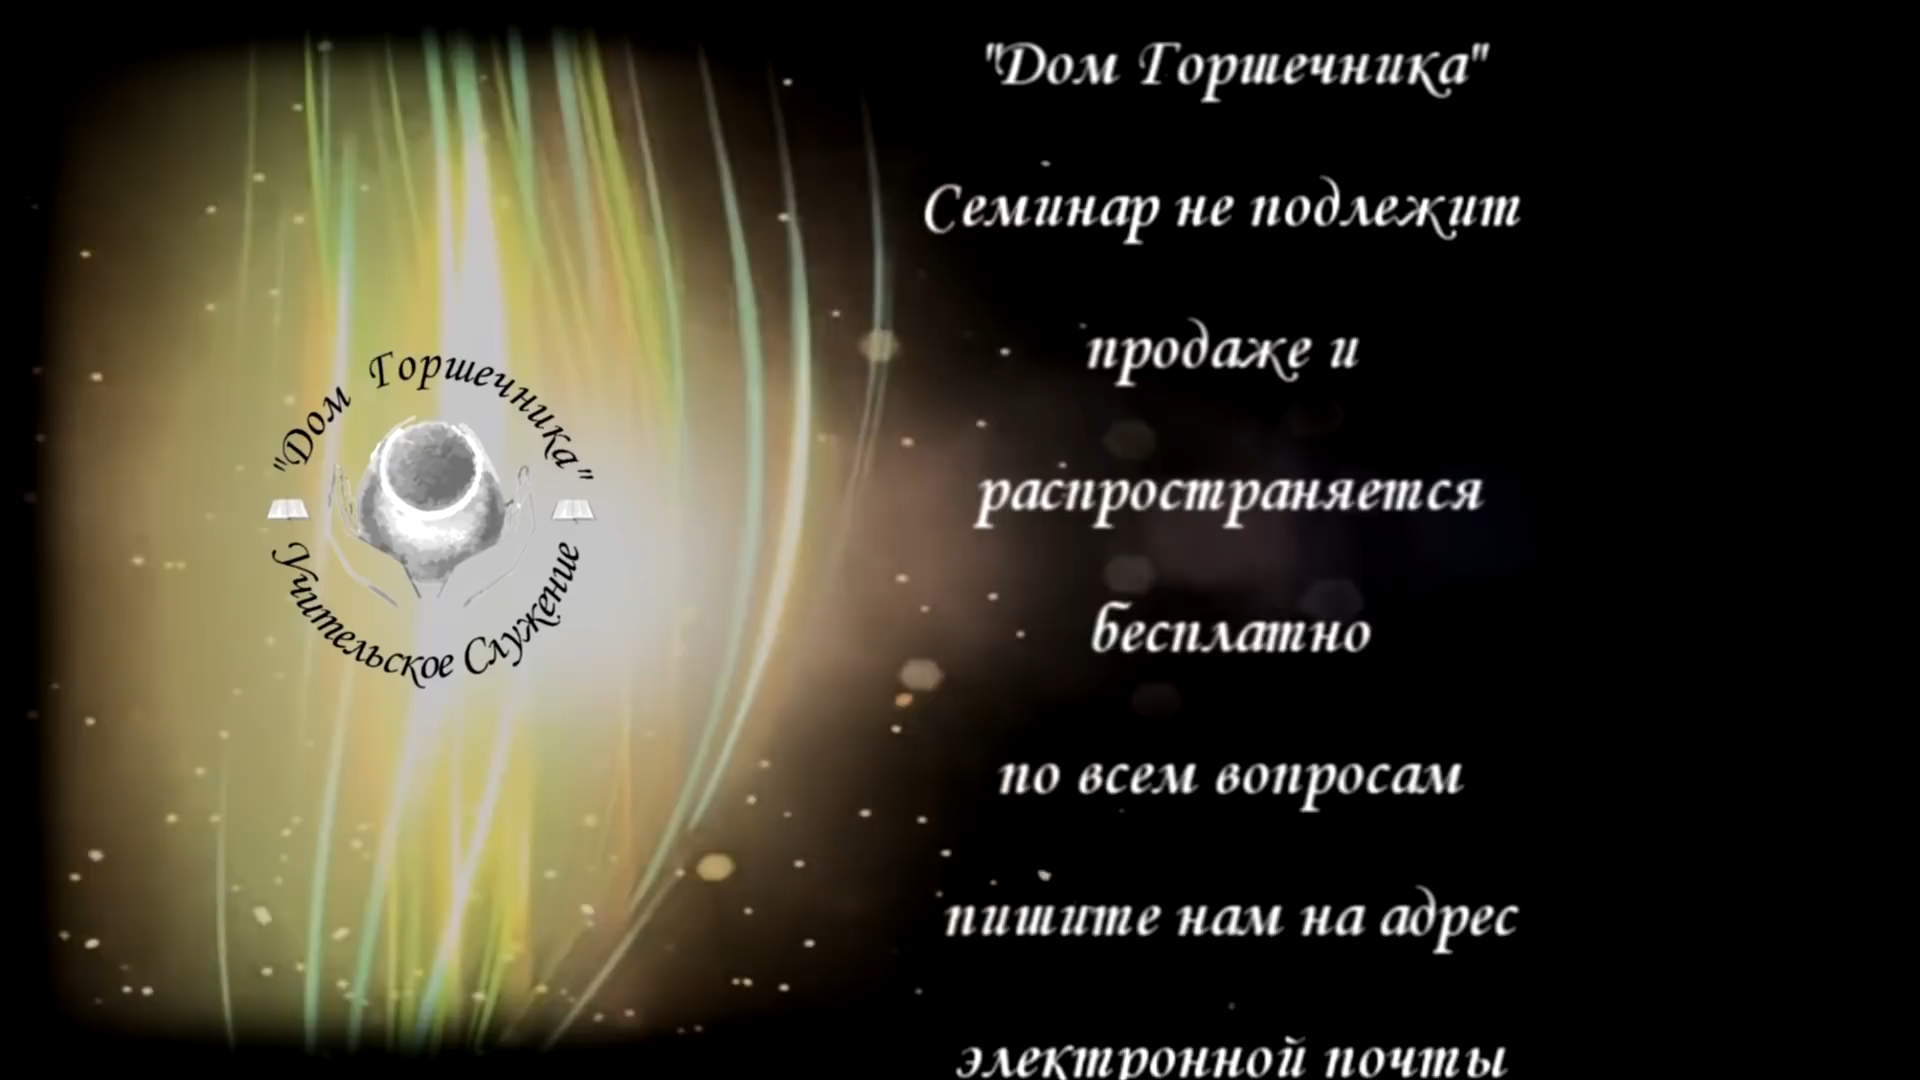 "Дом Горшечника"
Учительское Служение
"Дом Горшечника"
Семинар не подлежит
продаже и
распространяется
бесплатно
по всем вопросам
пишите нам на адрес
электронной почты